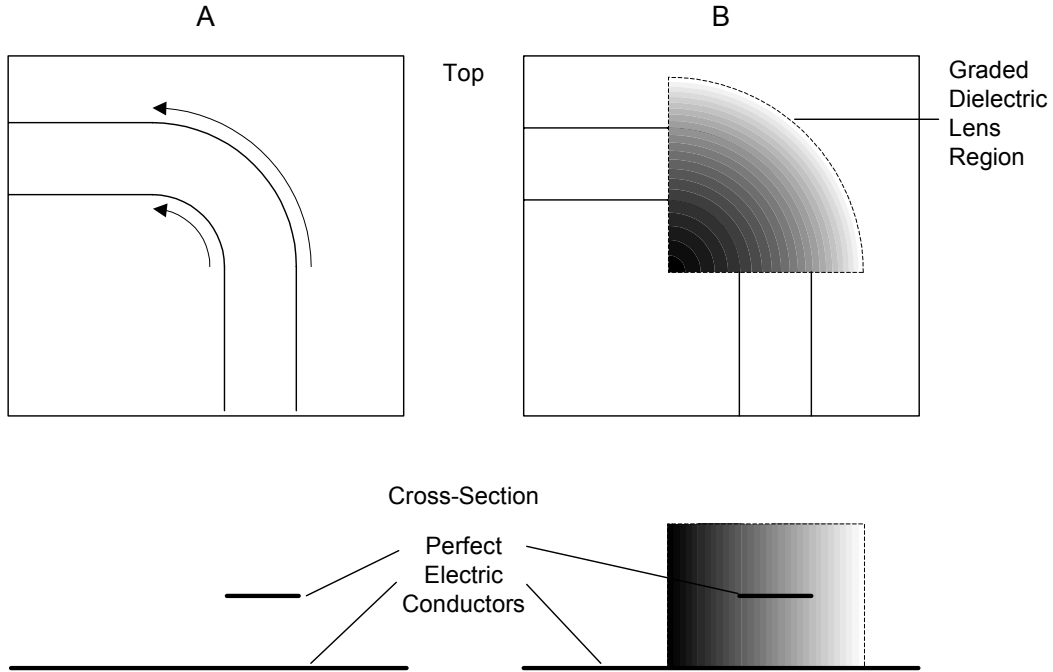 A
B
Top
Graded
Dielectric
Lens
Region
Cross-Section
Perfect
Electric
Conductors